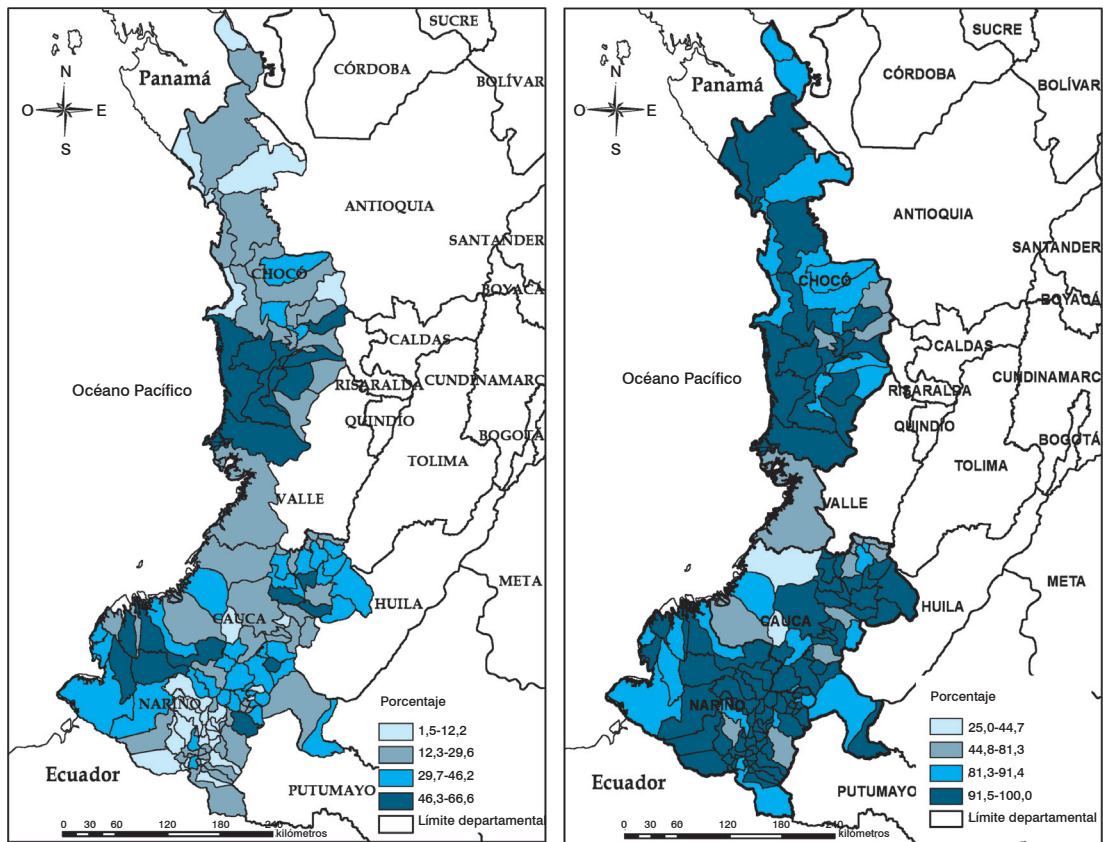 SUCRE
Panamá
CÓRDOBA
BOLÍVAR
N
O
E
S
ANTIOQUIA
SANTANDER
CHOCÓ
BOYACÁ
CALDAS
Océano Pacífico
RISARALDA
CUNDINAMARC
QUINDIO
BOGOTÁ
TOLIMA
VALLE
META
HUILA
CAUCA
NARIÑO
Ecuador
PUTUMAYO
Porcentaje
1,5-12,2
12,3-29,6
29,7-46,2
46,3-66,6
Límite departamental
0 30 60 120 180 240
kilómetros
SUCRE
Panamá
CÓRDOBA
BOLÍVAR
N
O
E
S
ANTIOQUIA
SANTANDER
CHOCÓ
BOYACÁ
CALDAS
Océano Pacífico
RISARALDA
CUNDINAMARC
QUINDIO
BOGOTÁ
TOLIMA
VALLE
META
HUILA
CAUCA
NARIÑO
Ecuador
PUTUMAYO
Porcentaje
25,0-44,7
44,8-81,3
81,3-91,4
91,5-100,0
Límite departamental
0 30 60 120 180 240
kilómetros